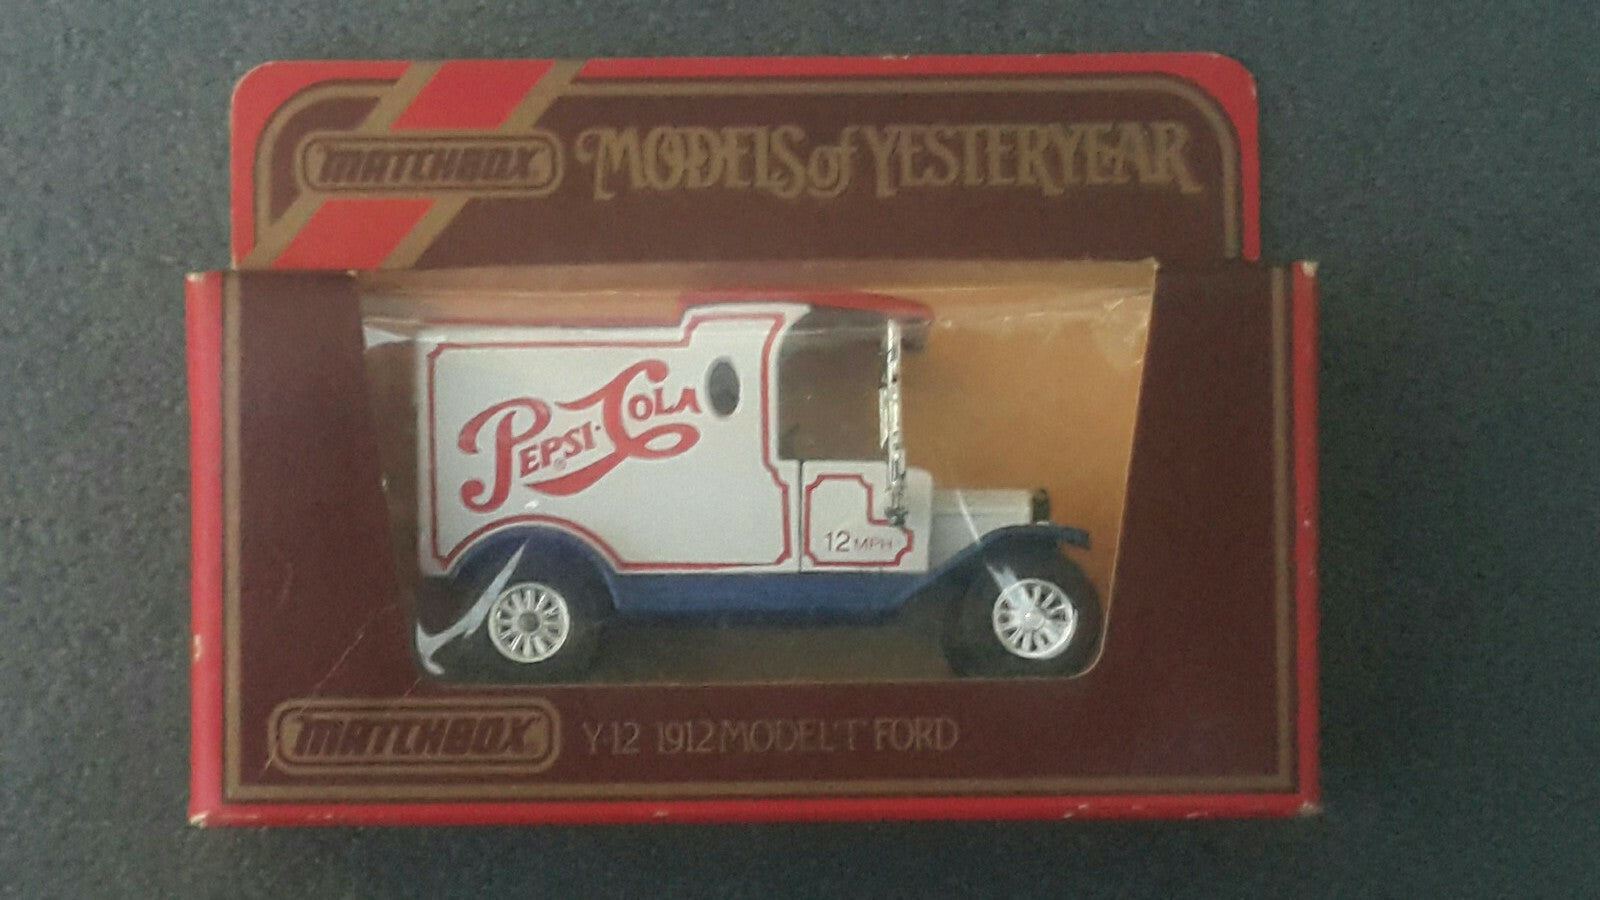 MATCHBOX MODELS of YESTERYEAR
PEPSI·COLA
®
12 MPH
MATCHBOX® Y-12 1912 MODEL 'T' FORD